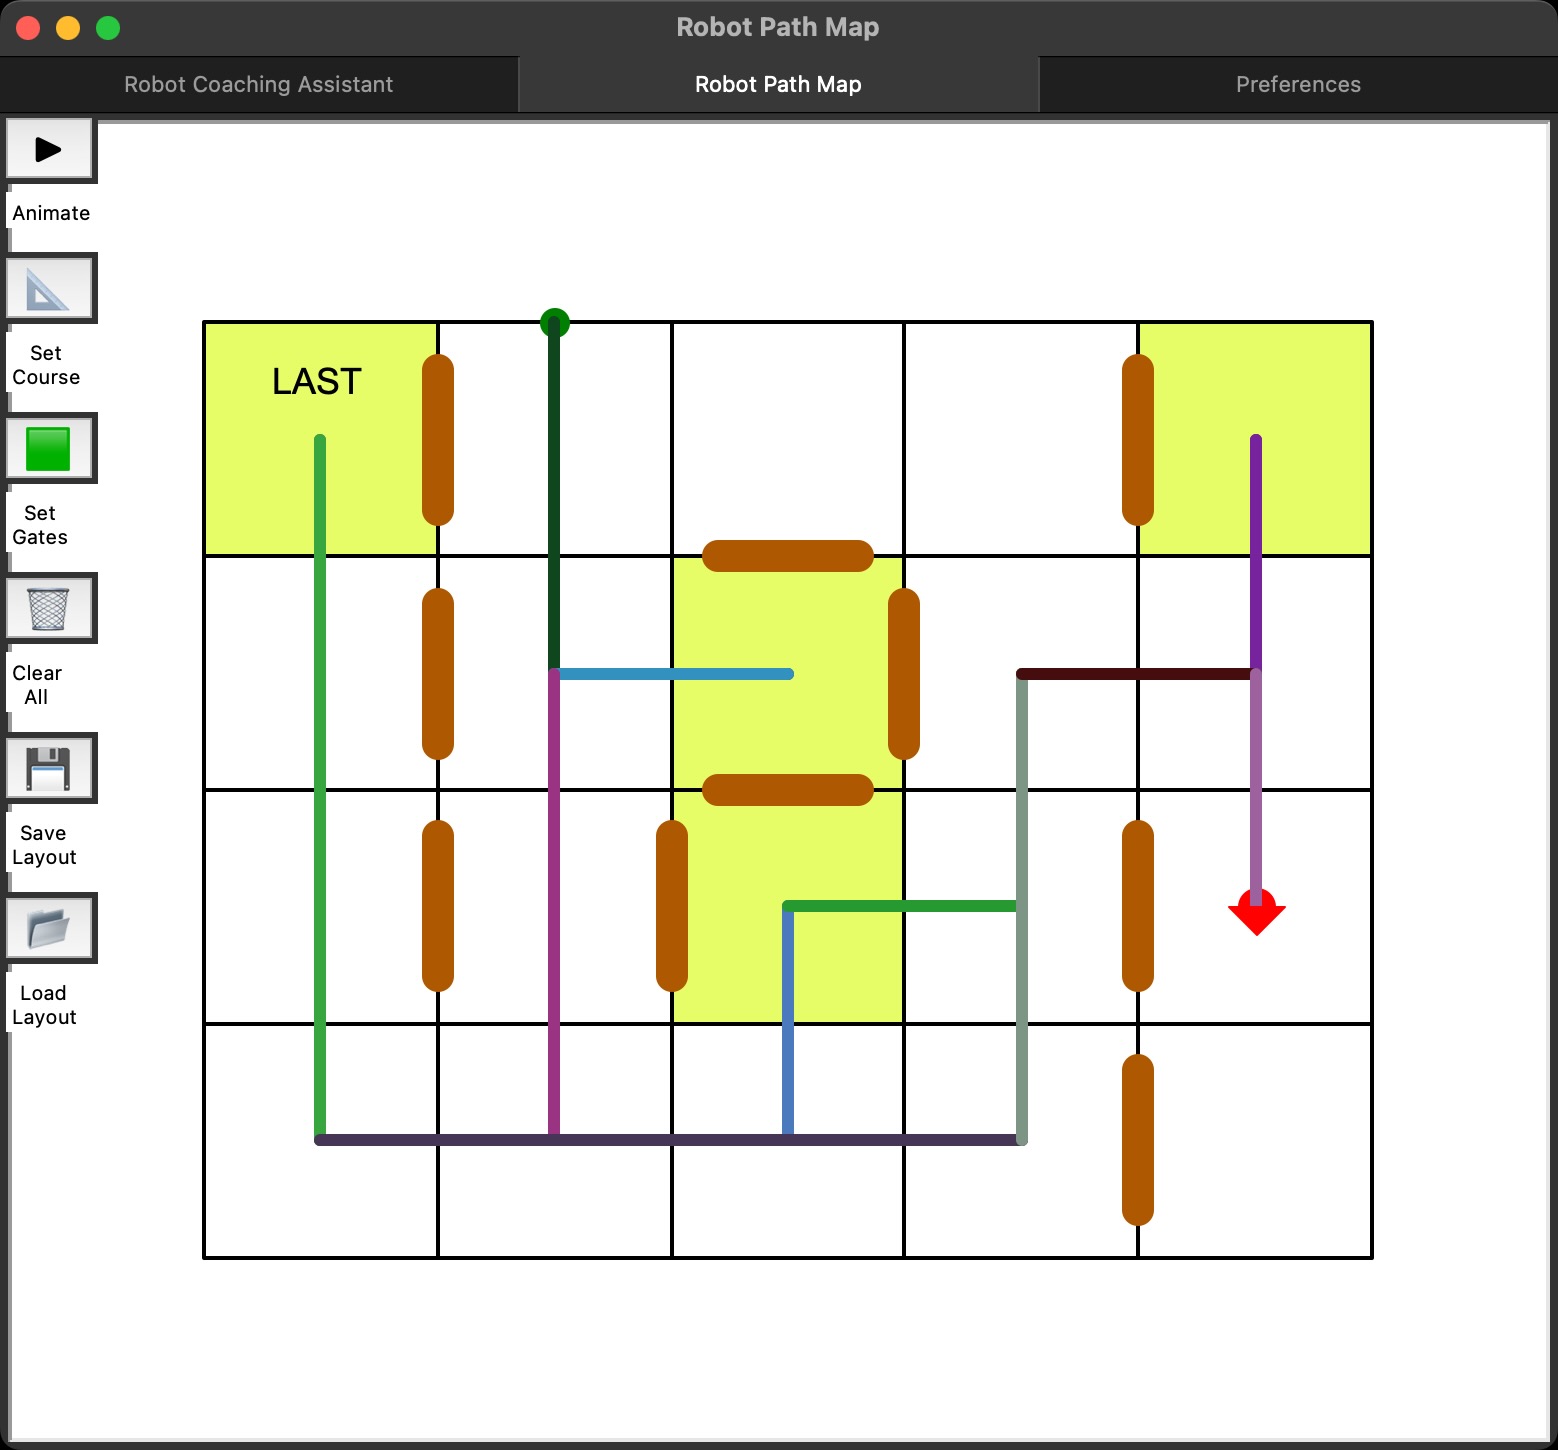 Robot Path Map
Robot Coaching Assistant
Robot Path Map
Preferences
Animate
Set
Course
Set
Gates
Clear
All
Save
Layout
Load
Layout
LAST